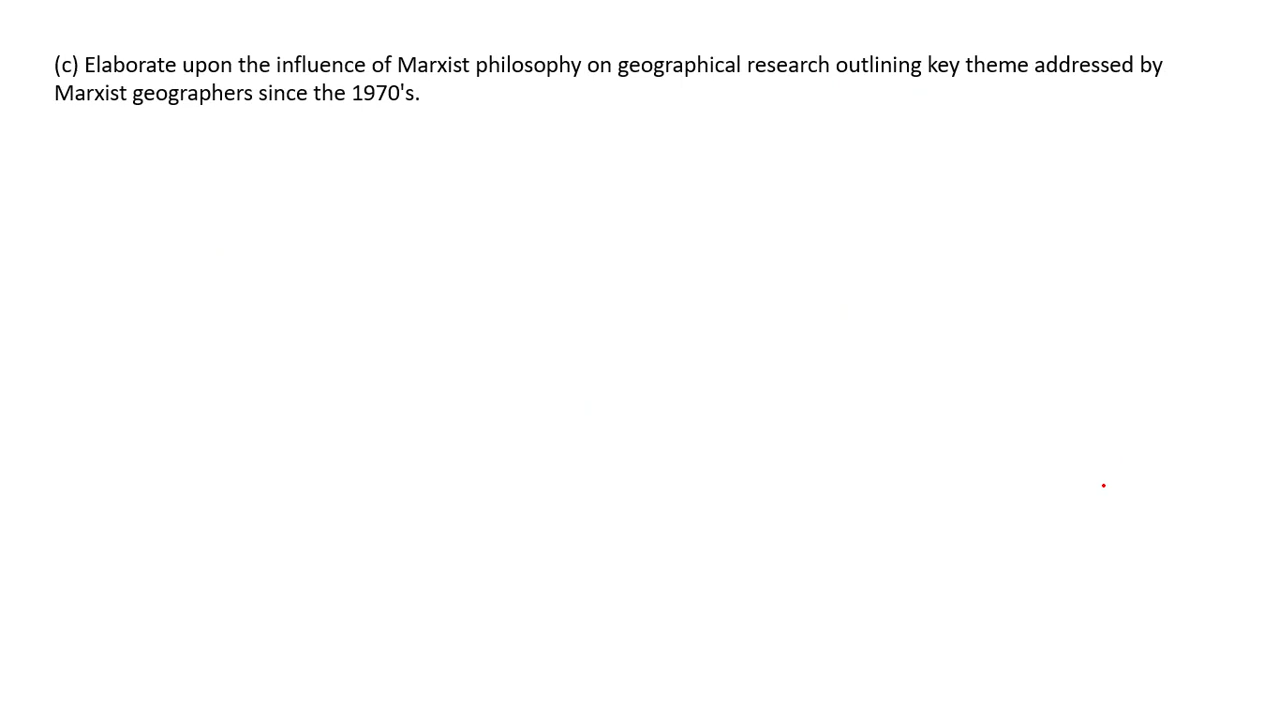 (c) Elaborate upon the influence of Marxist philosophy on geographical research outlining key theme addressed by
Marxist geographers since the 1970's.